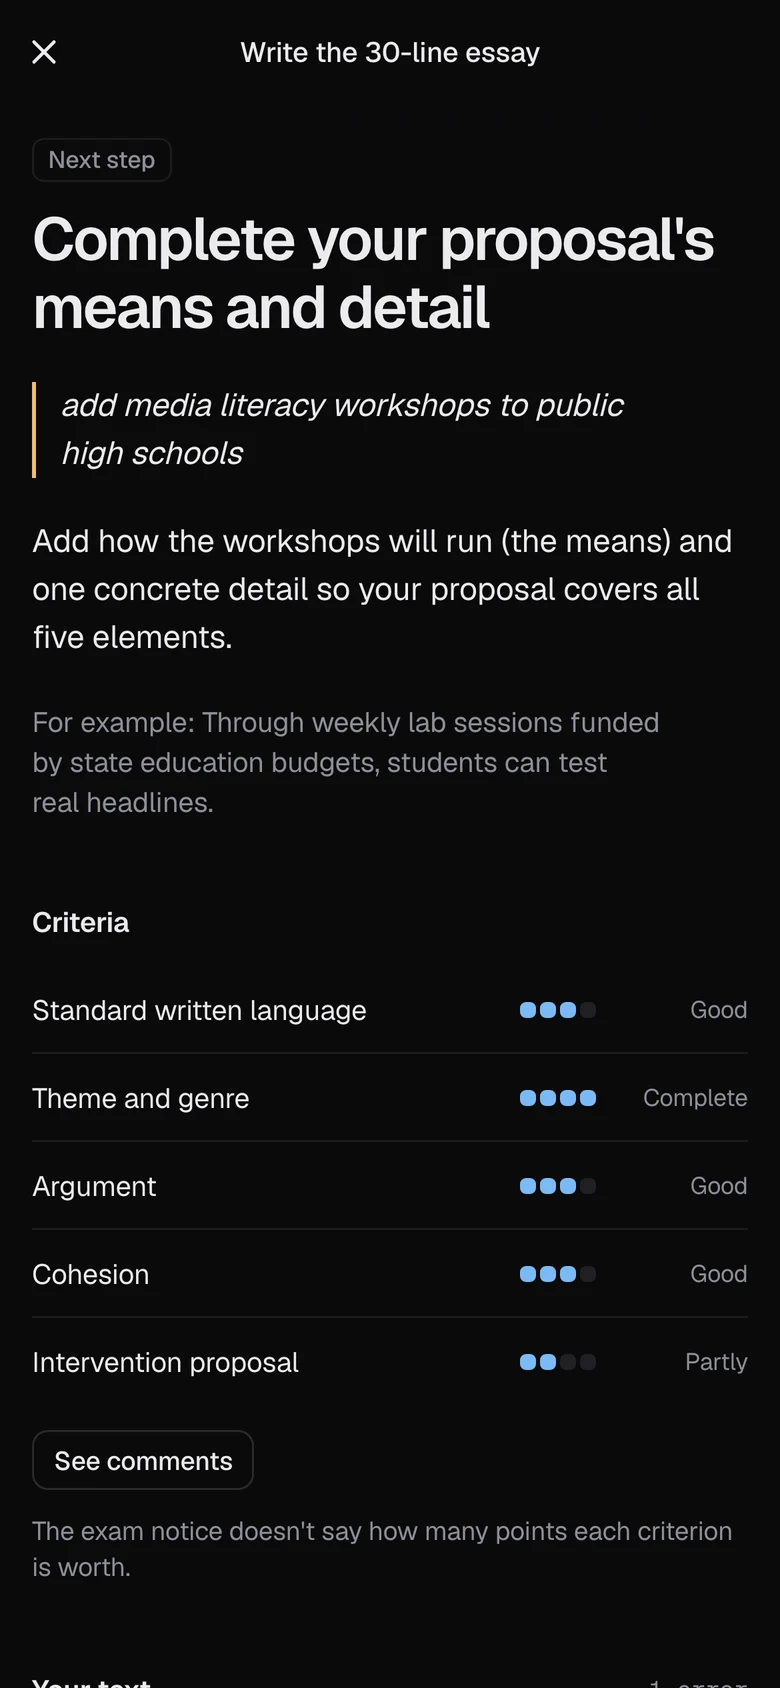 Write the 30-line essay
Next step
Complete your proposal's
means and detail
add media literacy workshops to public
high schools
Add how the workshops will run (the means) and
one concrete detail so your proposal covers all
five elements.
For example: Through weekly lab sessions funded
by state education budgets, students can test
real headlines.
Criteria
Standard written language Good
Theme and genre Complete
Argument Good
Cohesion Good
Intervention proposal Partly
See comments
The exam notice doesn't say how many points each criterion
is worth.
Your text 1 error